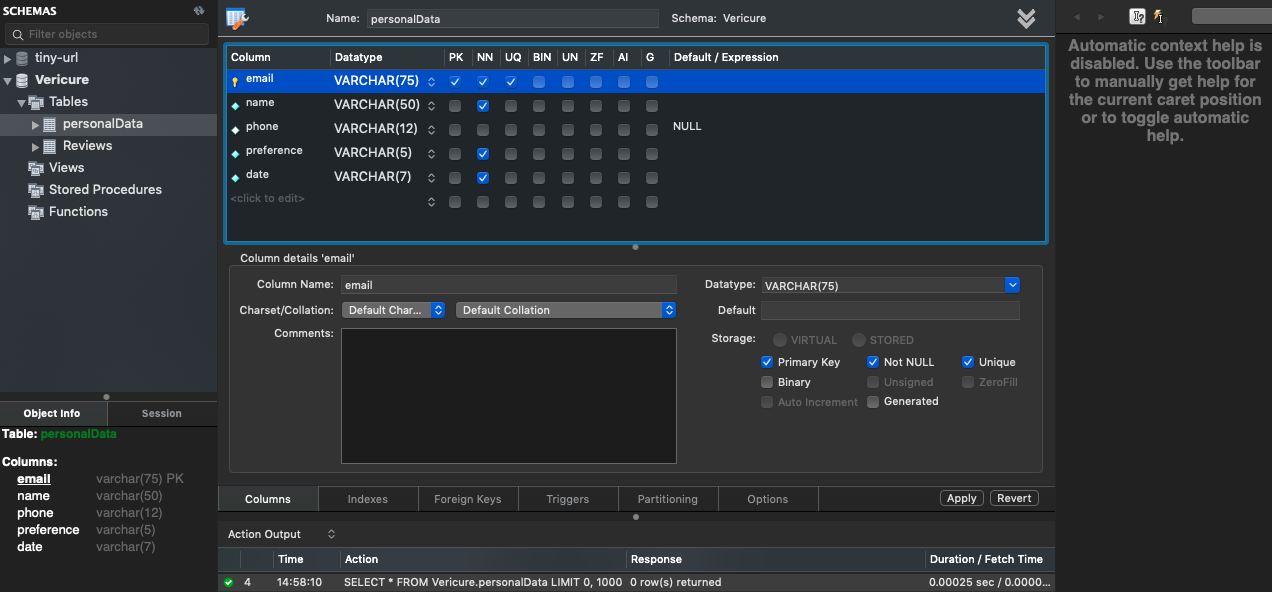 SCHEMAS
Filter objects
tiny-url
Vericure
Tables
personalData
Reviews
Views
Stored Procedures
Functions
Object Info Session
Table: personalData
Columns:
email varchar(75) PK
name varchar(50)
phone varchar(12)
preference varchar(5)
date varchar(7)
Name: personalData Schema: Vericure
Column Datatype PK NN UQ BIN UN ZF AI G Default / Expression
email VARCHAR(75)
name VARCHAR(50)
phone VARCHAR(12) NULL
preference VARCHAR(5)
date VARCHAR(7)
<click to edit>
Column details 'email'
Column Name: email Datatype: VARCHAR(75)
Charset/Collation: Default Char... Default Collation Default
Comments: Storage: VIRTUAL STORED
Primary Key Not NULL Unique
Binary Unsigned ZeroFill
Auto Increment Generated
Columns Indexes Foreign Keys Triggers Partitioning Options Apply Revert
Action Output
Time Action Response Duration / Fetch Time
4 14:58:10 SELECT * FROM Vericure.personalData LIMIT 0, 1000 0 row(s) returned 0.00025 sec / 0.0000...
Automatic context help is
disabled. Use the toolbar
to manually get help for
the current caret position
or to toggle automatic
help.